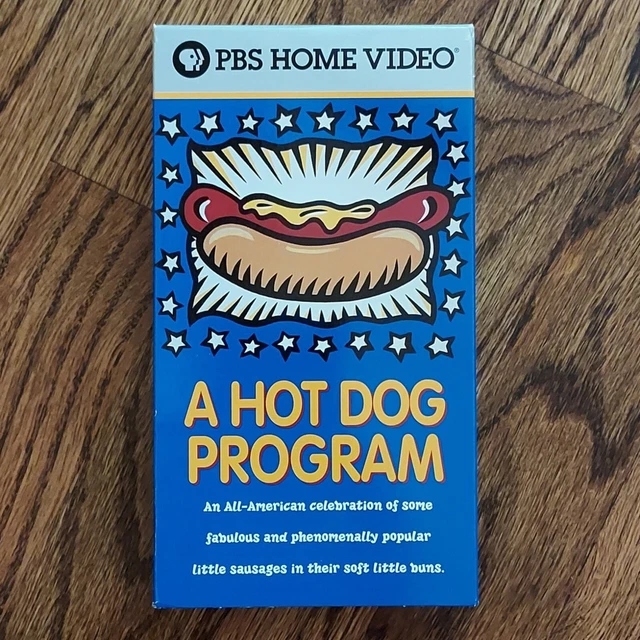 PBS HOME VIDEO®
A HOT DOG
PROGRAM
An All-American celebration of some
fabulous and phenomenally popular
little sausages in their soft little buns.